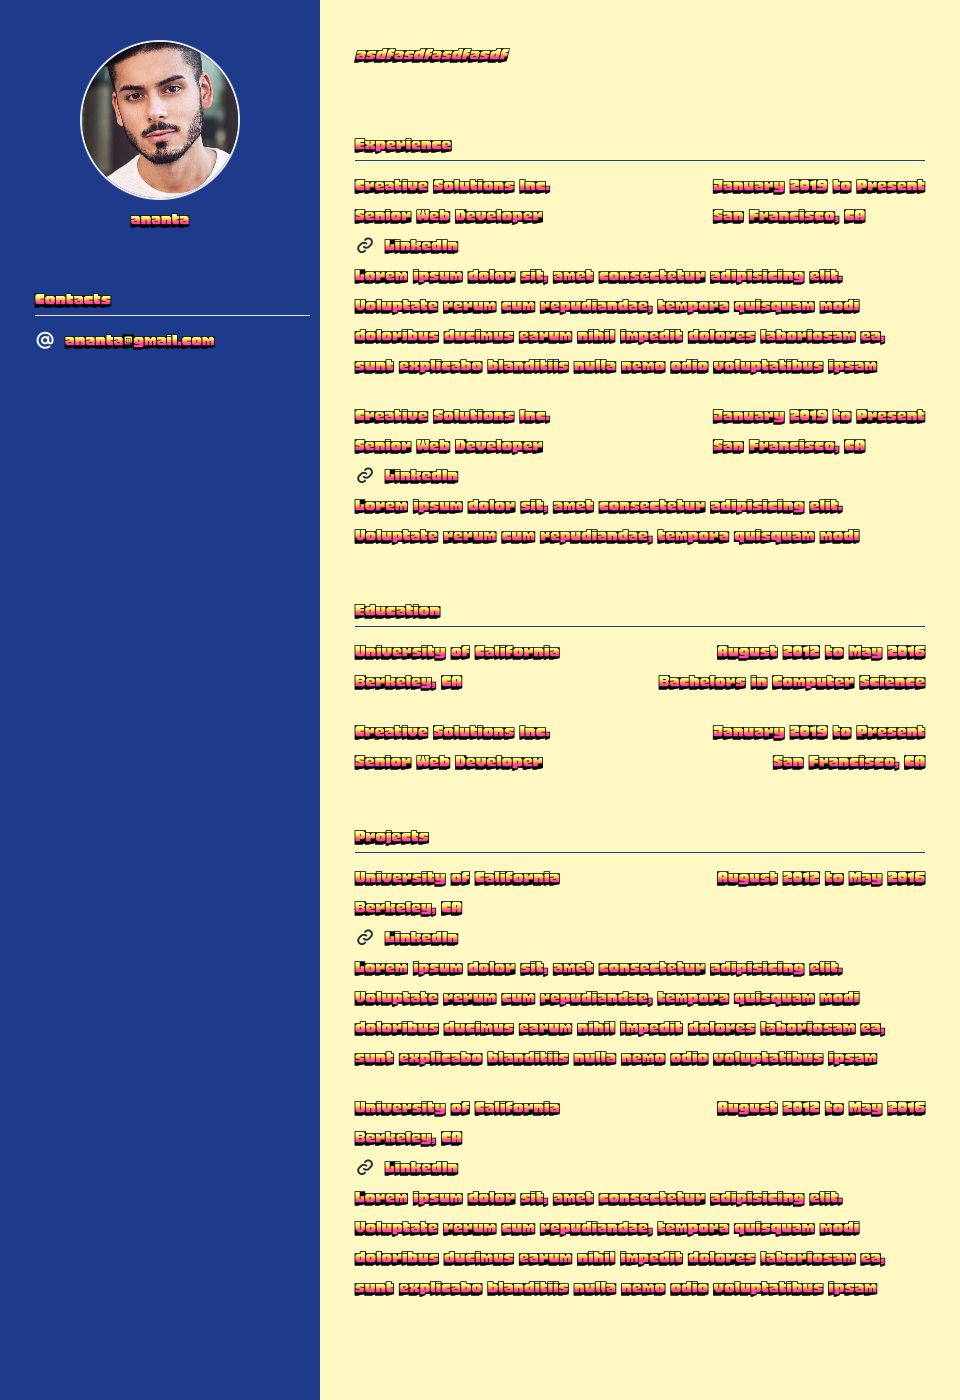 ananta
Contacts
ananta@gmail.com
asdfasdfasdfasdf
Experience
Creative Solutions Inc. January 2019 to Present
Senior Web Developer San Francisco, CA
LinkedIn
Lorem ipsum dolor sit, amet consectetur adipisicing elit.
Voluptate rerum cum repudiandae, tempora quisquam modi
doloribus ducimus earum nihil impedit dolores laboriosam ea,
sunt explicabo blanditiis nulla nemo odio voluptatibus ipsam
Creative Solutions Inc. January 2019 to Present
Senior Web Developer San Francisco, CA
LinkedIn
Lorem ipsum dolor sit, amet consectetur adipisicing elit.
Voluptate rerum cum repudiandae, tempora quisquam modi
Education
University of California August 2012 to May 2016
Berkeley, CA Bachelors in Computer Science
Creative Solutions Inc. January 2019 to Present
Senior Web Developer San Francisco, CA
Projects
University of California August 2012 to May 2016
Berkeley, CA
LinkedIn
Lorem ipsum dolor sit, amet consectetur adipisicing elit.
Voluptate rerum cum repudiandae, tempora quisquam modi
doloribus ducimus earum nihil impedit dolores laboriosam ea,
sunt explicabo blanditiis nulla nemo odio voluptatibus ipsam
University of California August 2012 to May 2016
Berkeley, CA
LinkedIn
Lorem ipsum dolor sit, amet consectetur adipisicing elit.
Voluptate rerum cum repudiandae, tempora quisquam modi
doloribus ducimus earum nihil impedit dolores laboriosam ea,
sunt explicabo blanditiis nulla nemo odio voluptatibus ipsam